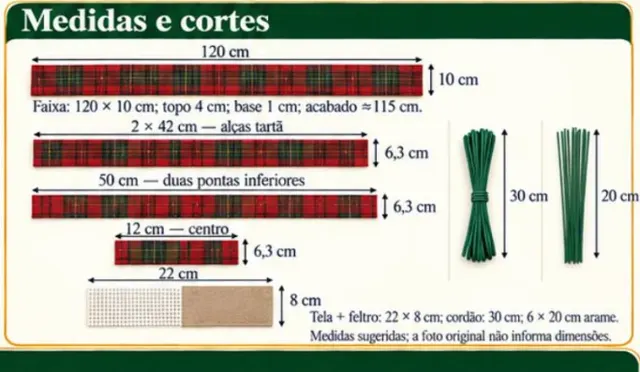 Medidas e cortes
120 cm
10 cm
Faixa: 120 × 10 cm; topo 4 cm; base 1 cm; acabado ≈ 115 cm.
2 × 42 cm — alças tartã
6,3 cm
50 cm — duas pontas inferiores
6,3 cm
12 cm — centro
6,3 cm
22 cm
8 cm
30 cm
20 cm
Tela + feltro: 22 × 8 cm; cordão: 30 cm; 6 × 20 cm arame.
Medidas sugeridas; a foto original não informa dimensões.